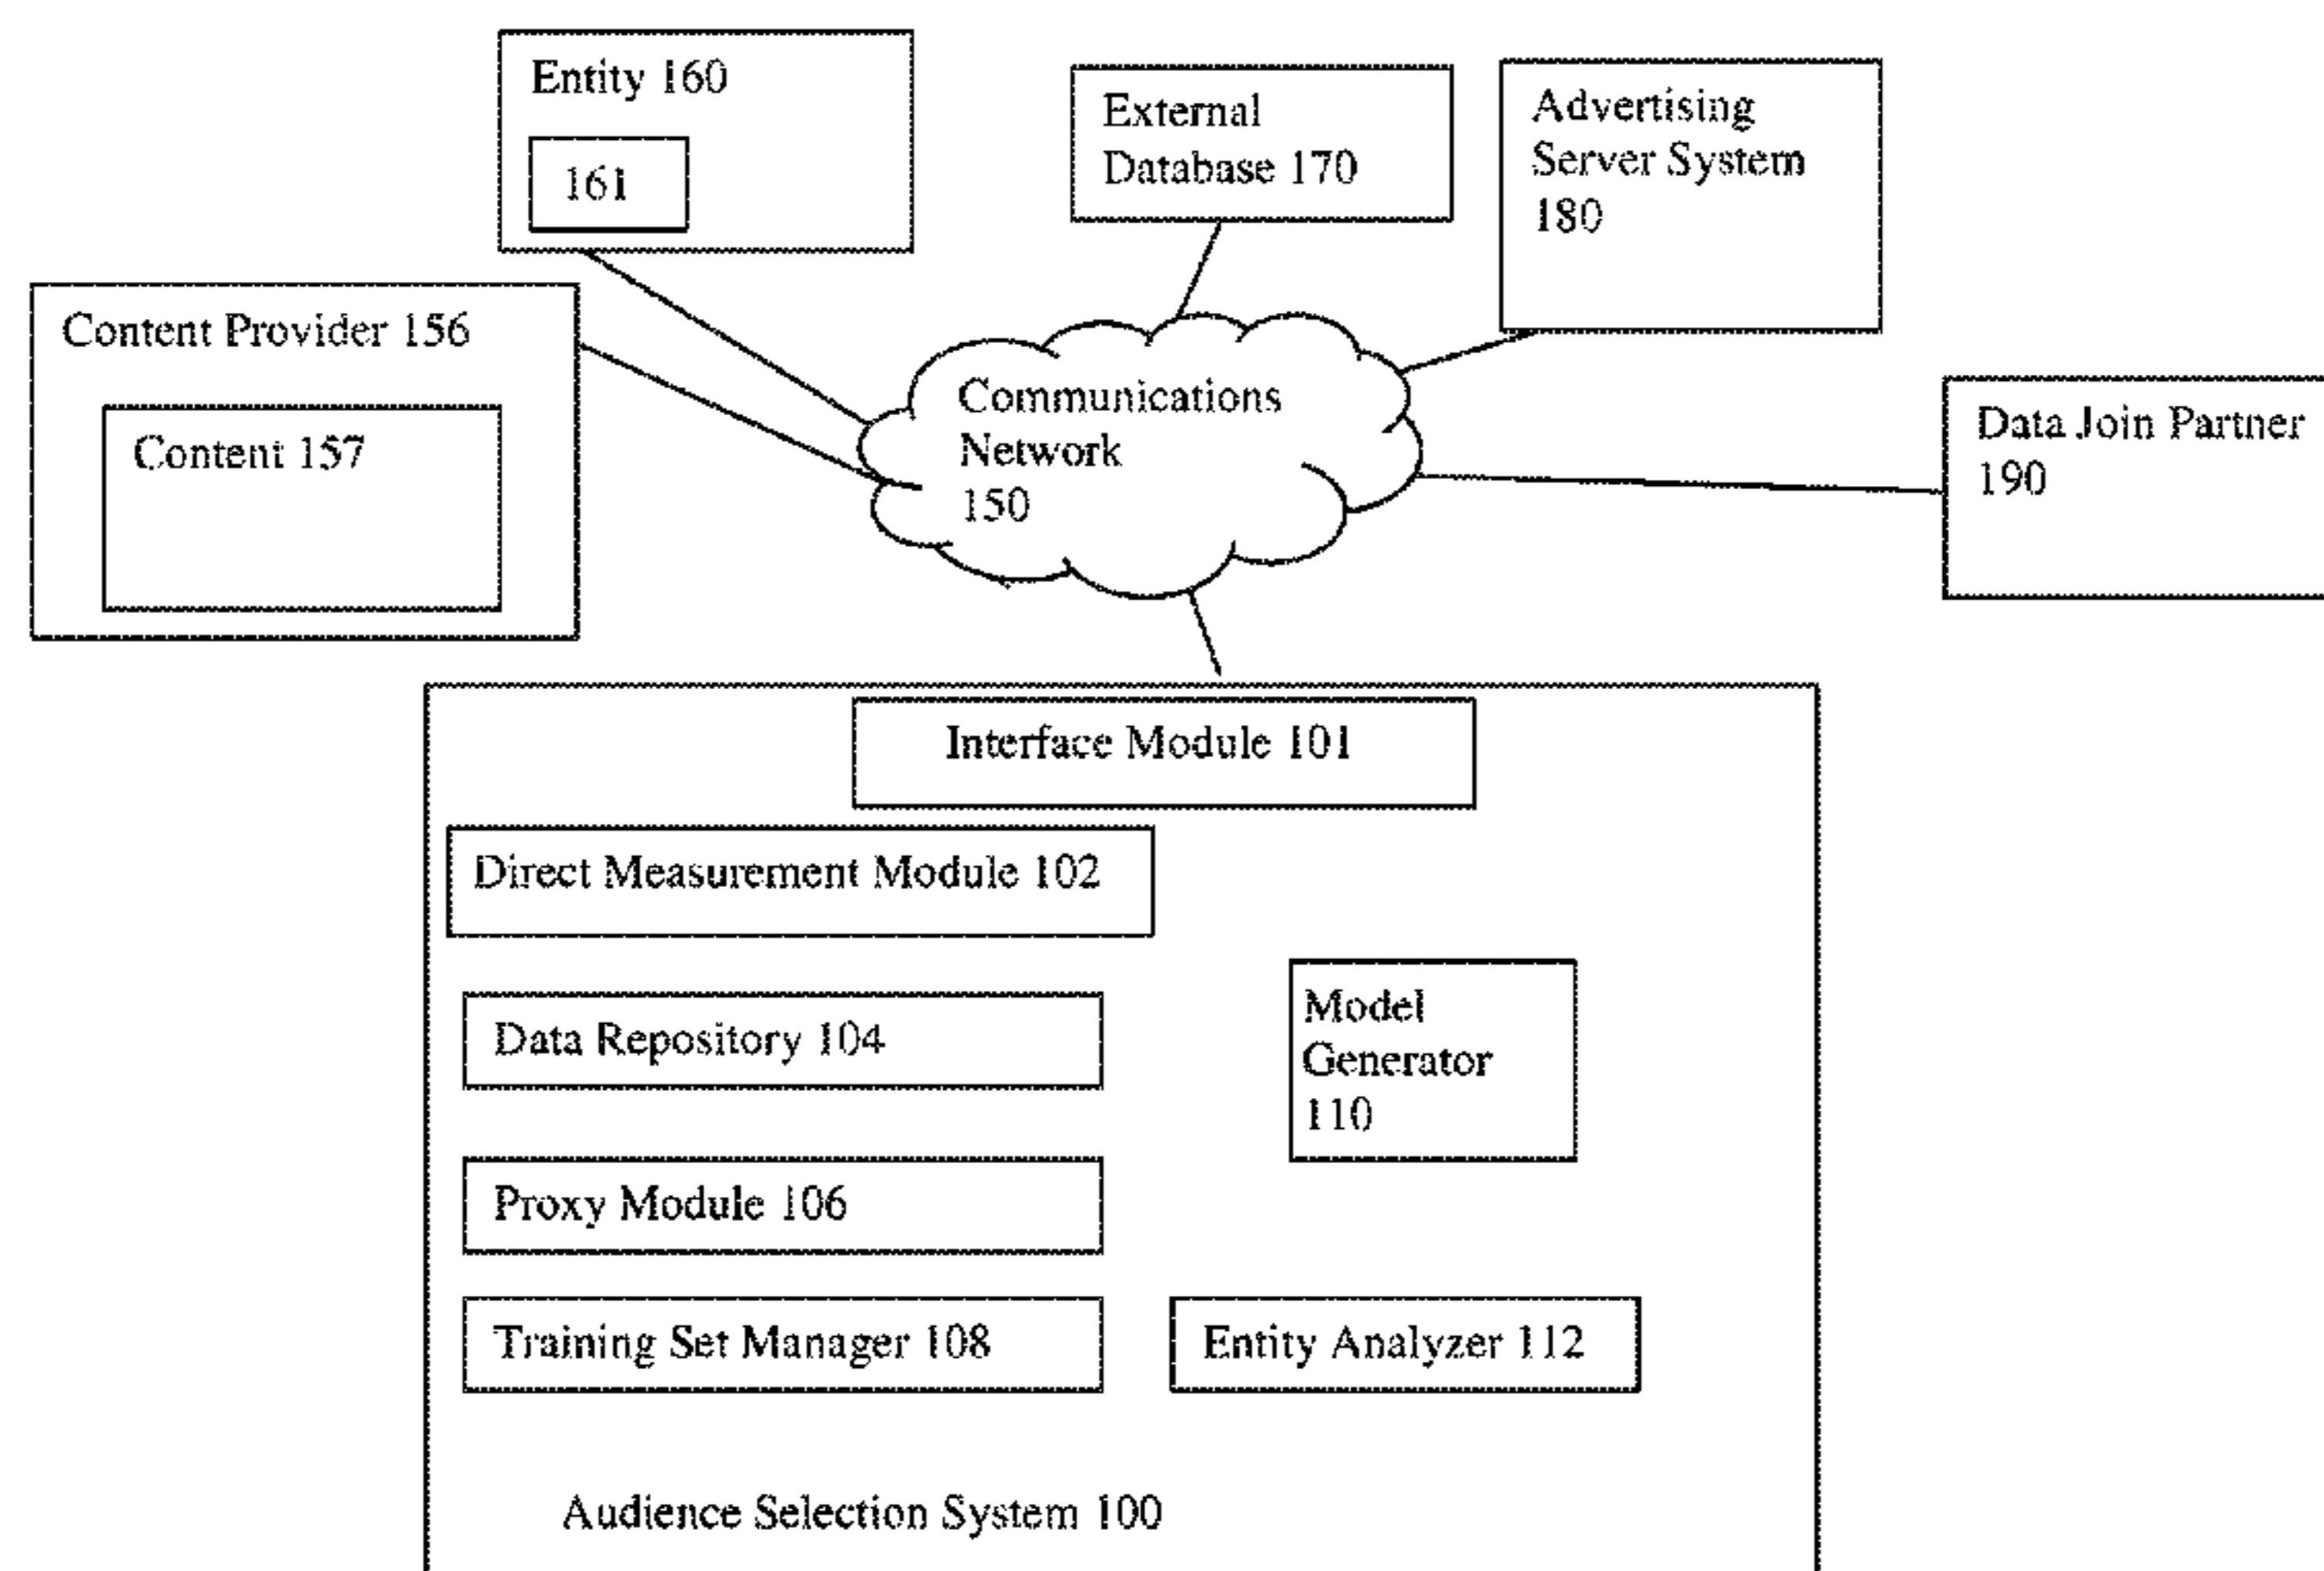 Entity 160
161
External
Database 170
Advertising
Server System
180
Content Provider 156
Content 157
Communications
Network
150
Data Join Partner
190
Interface Module 101
Direct Measurement Module 102
Data Repository 104
Model
Generator
110
Proxy Module 106
Training Set Manager 108
Entity Analyzer 112
Audience Selection System 100